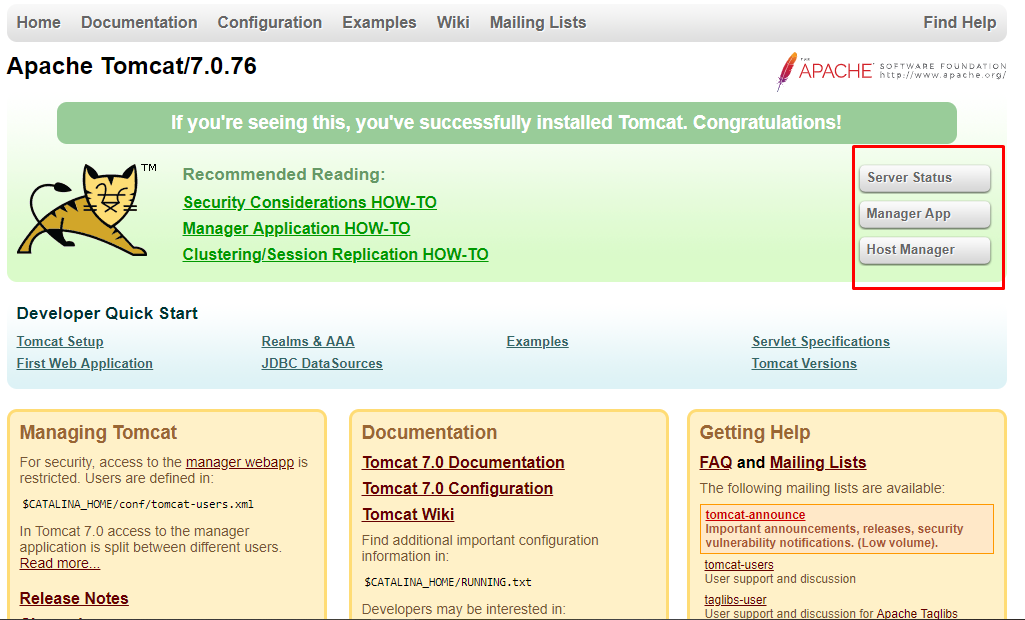 Home Documentation Configuration Examples Wiki Mailing Lists Find Help
Apache Tomcat/7.0.76
THE
APACHE
SOFTWARE FOUNDATION
http://www.apache.org/
If you're seeing this, you've successfully installed Tomcat. Congratulations!
TM
Recommended Reading:
Security Considerations HOW-TO
Manager Application HOW-TO
Clustering/Session Replication HOW-TO
Server Status
Manager App
Host Manager
Developer Quick Start
Tomcat Setup
First Web Application
Realms & AAA
JDBC DataSources
Examples
Servlet Specifications
Tomcat Versions
Managing Tomcat
For security, access to the manager webapp is
restricted. Users are defined in:
$CATALINA_HOME/conf/tomcat-users.xml
In Tomcat 7.0 access to the manager
application is split between different users.
Read more...
Release Notes
Documentation
Tomcat 7.0 Documentation
Tomcat 7.0 Configuration
Tomcat Wiki
Find additional important configuration
information in:
$CATALINA_HOME/RUNNING.txt
Developers may be interested in:
Getting Help
FAQ and Mailing Lists
The following mailing lists are available:
tomcat-announce
Important announcements, releases, security
vulnerability notifications. (Low volume).
tomcat-users
User support and discussion
taglibs-user
User support and discussion for Apache Taglibs